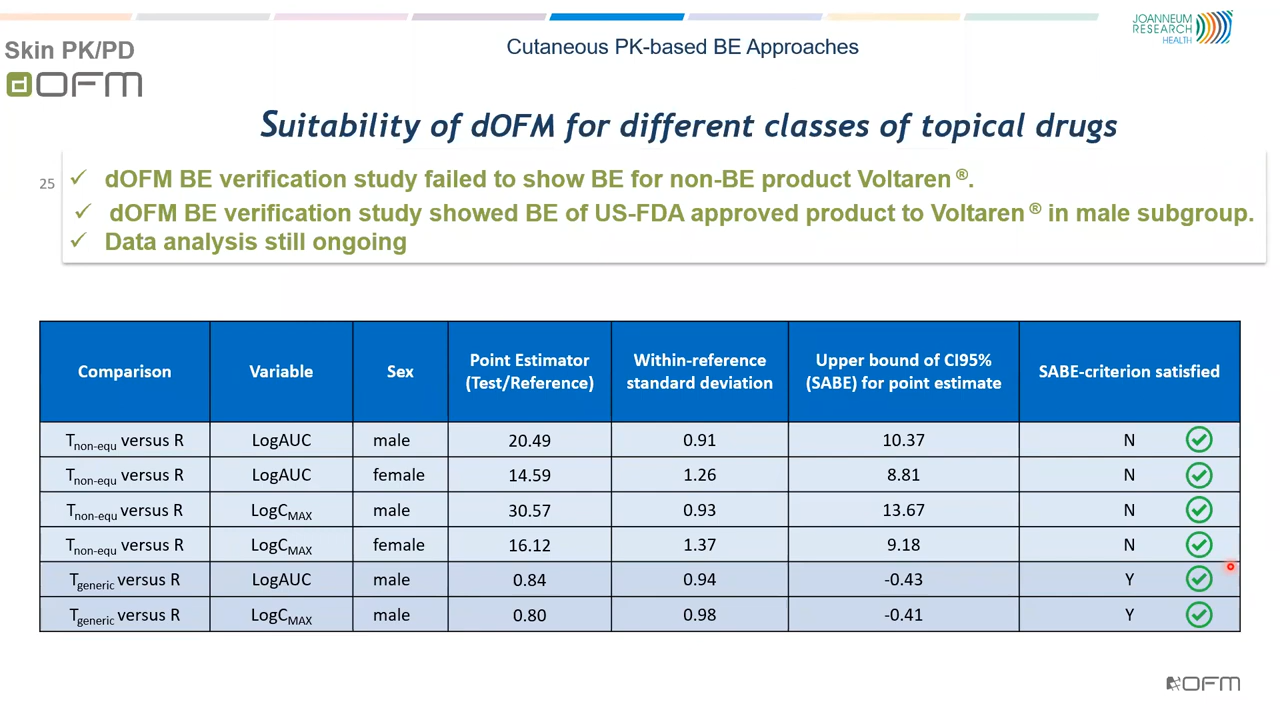 Skin PK/PD
dOFM
Cutaneous PK-based BE Approaches
JOANNEUM
RESEARCH
HEALTH
Suitability of dOFM for different classes of topical drugs
25
✓ dOFM BE verification study failed to show BE for non-BE product Voltaren ®.
✓ dOFM BE verification study showed BE of US-FDA approved product to Voltaren ® in male subgroup.
✓ Data analysis still ongoing
Comparison Variable Sex Point Estimator (Test/Reference) Within-reference standard deviation Upper bound of CI95% (SABE) for point estimate SABE-criterion satisfied
Tnon-equ versus R LogAUC male 20.49 0.91 10.37 N
Tnon-equ versus R LogAUC female 14.59 1.26 8.81 N
Tnon-equ versus R LogCMAX male 30.57 0.93 13.67 N
Tnon-equ versus R LogCMAX female 16.12 1.37 9.18 N
Tgeneric versus R LogAUC male 0.84 0.94 -0.43 Y
Tgeneric versus R LogCMAX male 0.80 0.98 -0.41 Y
OFM